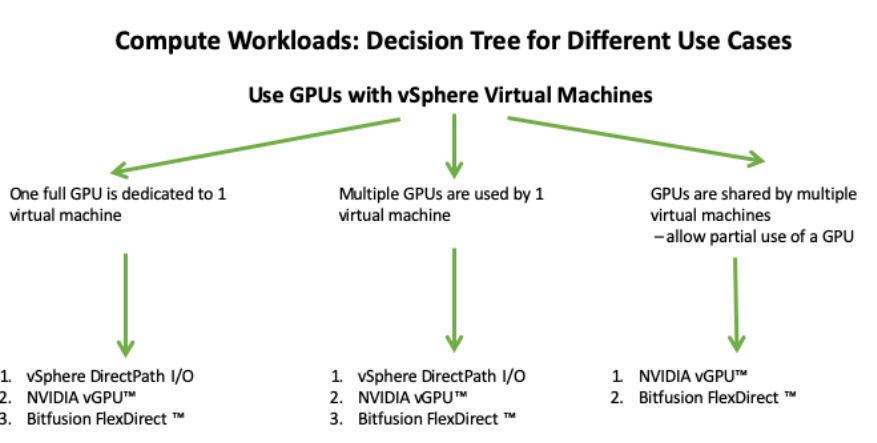 Compute Workloads: Decision Tree for Different Use Cases
Use GPUs with vSphere Virtual Machines
One full GPU is dedicated to 1
virtual machine
Multiple GPUs are used by 1
virtual machine
GPUs are shared by multiple
virtual machines
– allow partial use of a GPU
1. vSphere DirectPath I/O
2. NVIDIA vGPU™
3. Bitfusion FlexDirect ™
1. vSphere DirectPath I/O
2. NVIDIA vGPU™
3. Bitfusion FlexDirect ™
1. NVIDIA vGPU™
2. Bitfusion FlexDirect ™